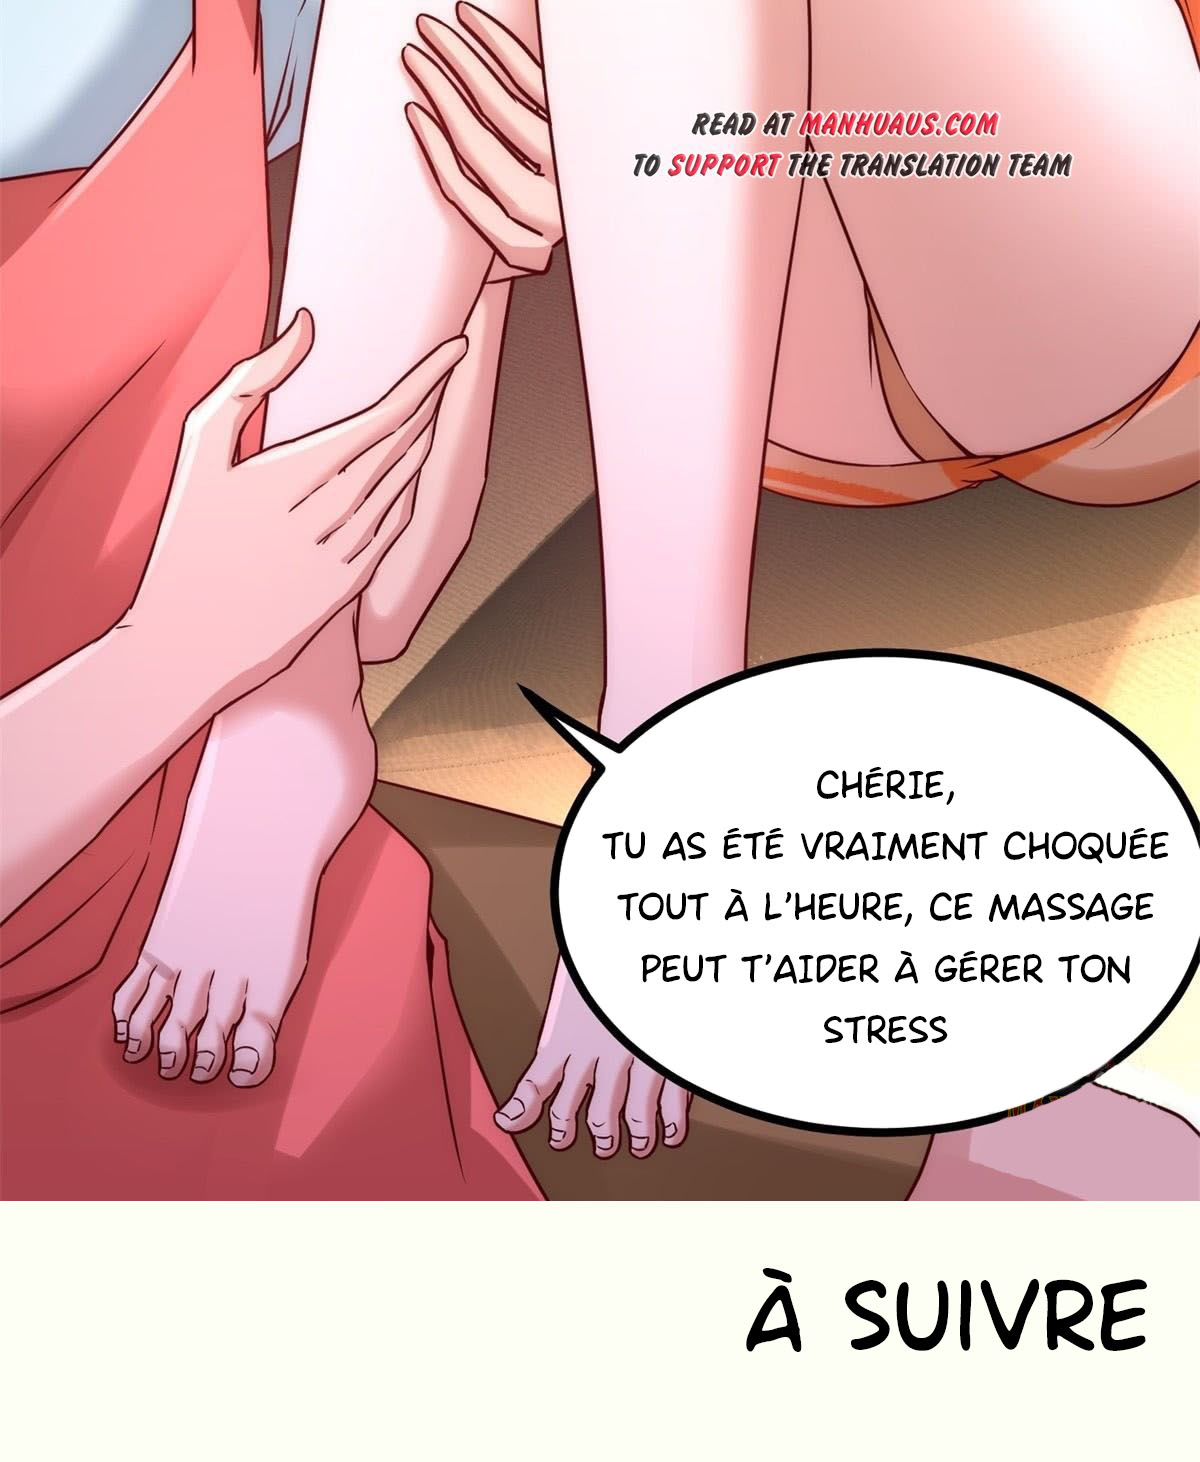 READ AT MANHUAUS.COM
TO SUPPORT THE TRANSLATION TEAM
CHÉRIE,
TU AS ÉTÉ VRAIMENT CHOQUÉE
TOUT À L'HEURE, CE MASSAGE
PEUT T'AIDER À GÉRER TON
STRESS
À SUIVRE